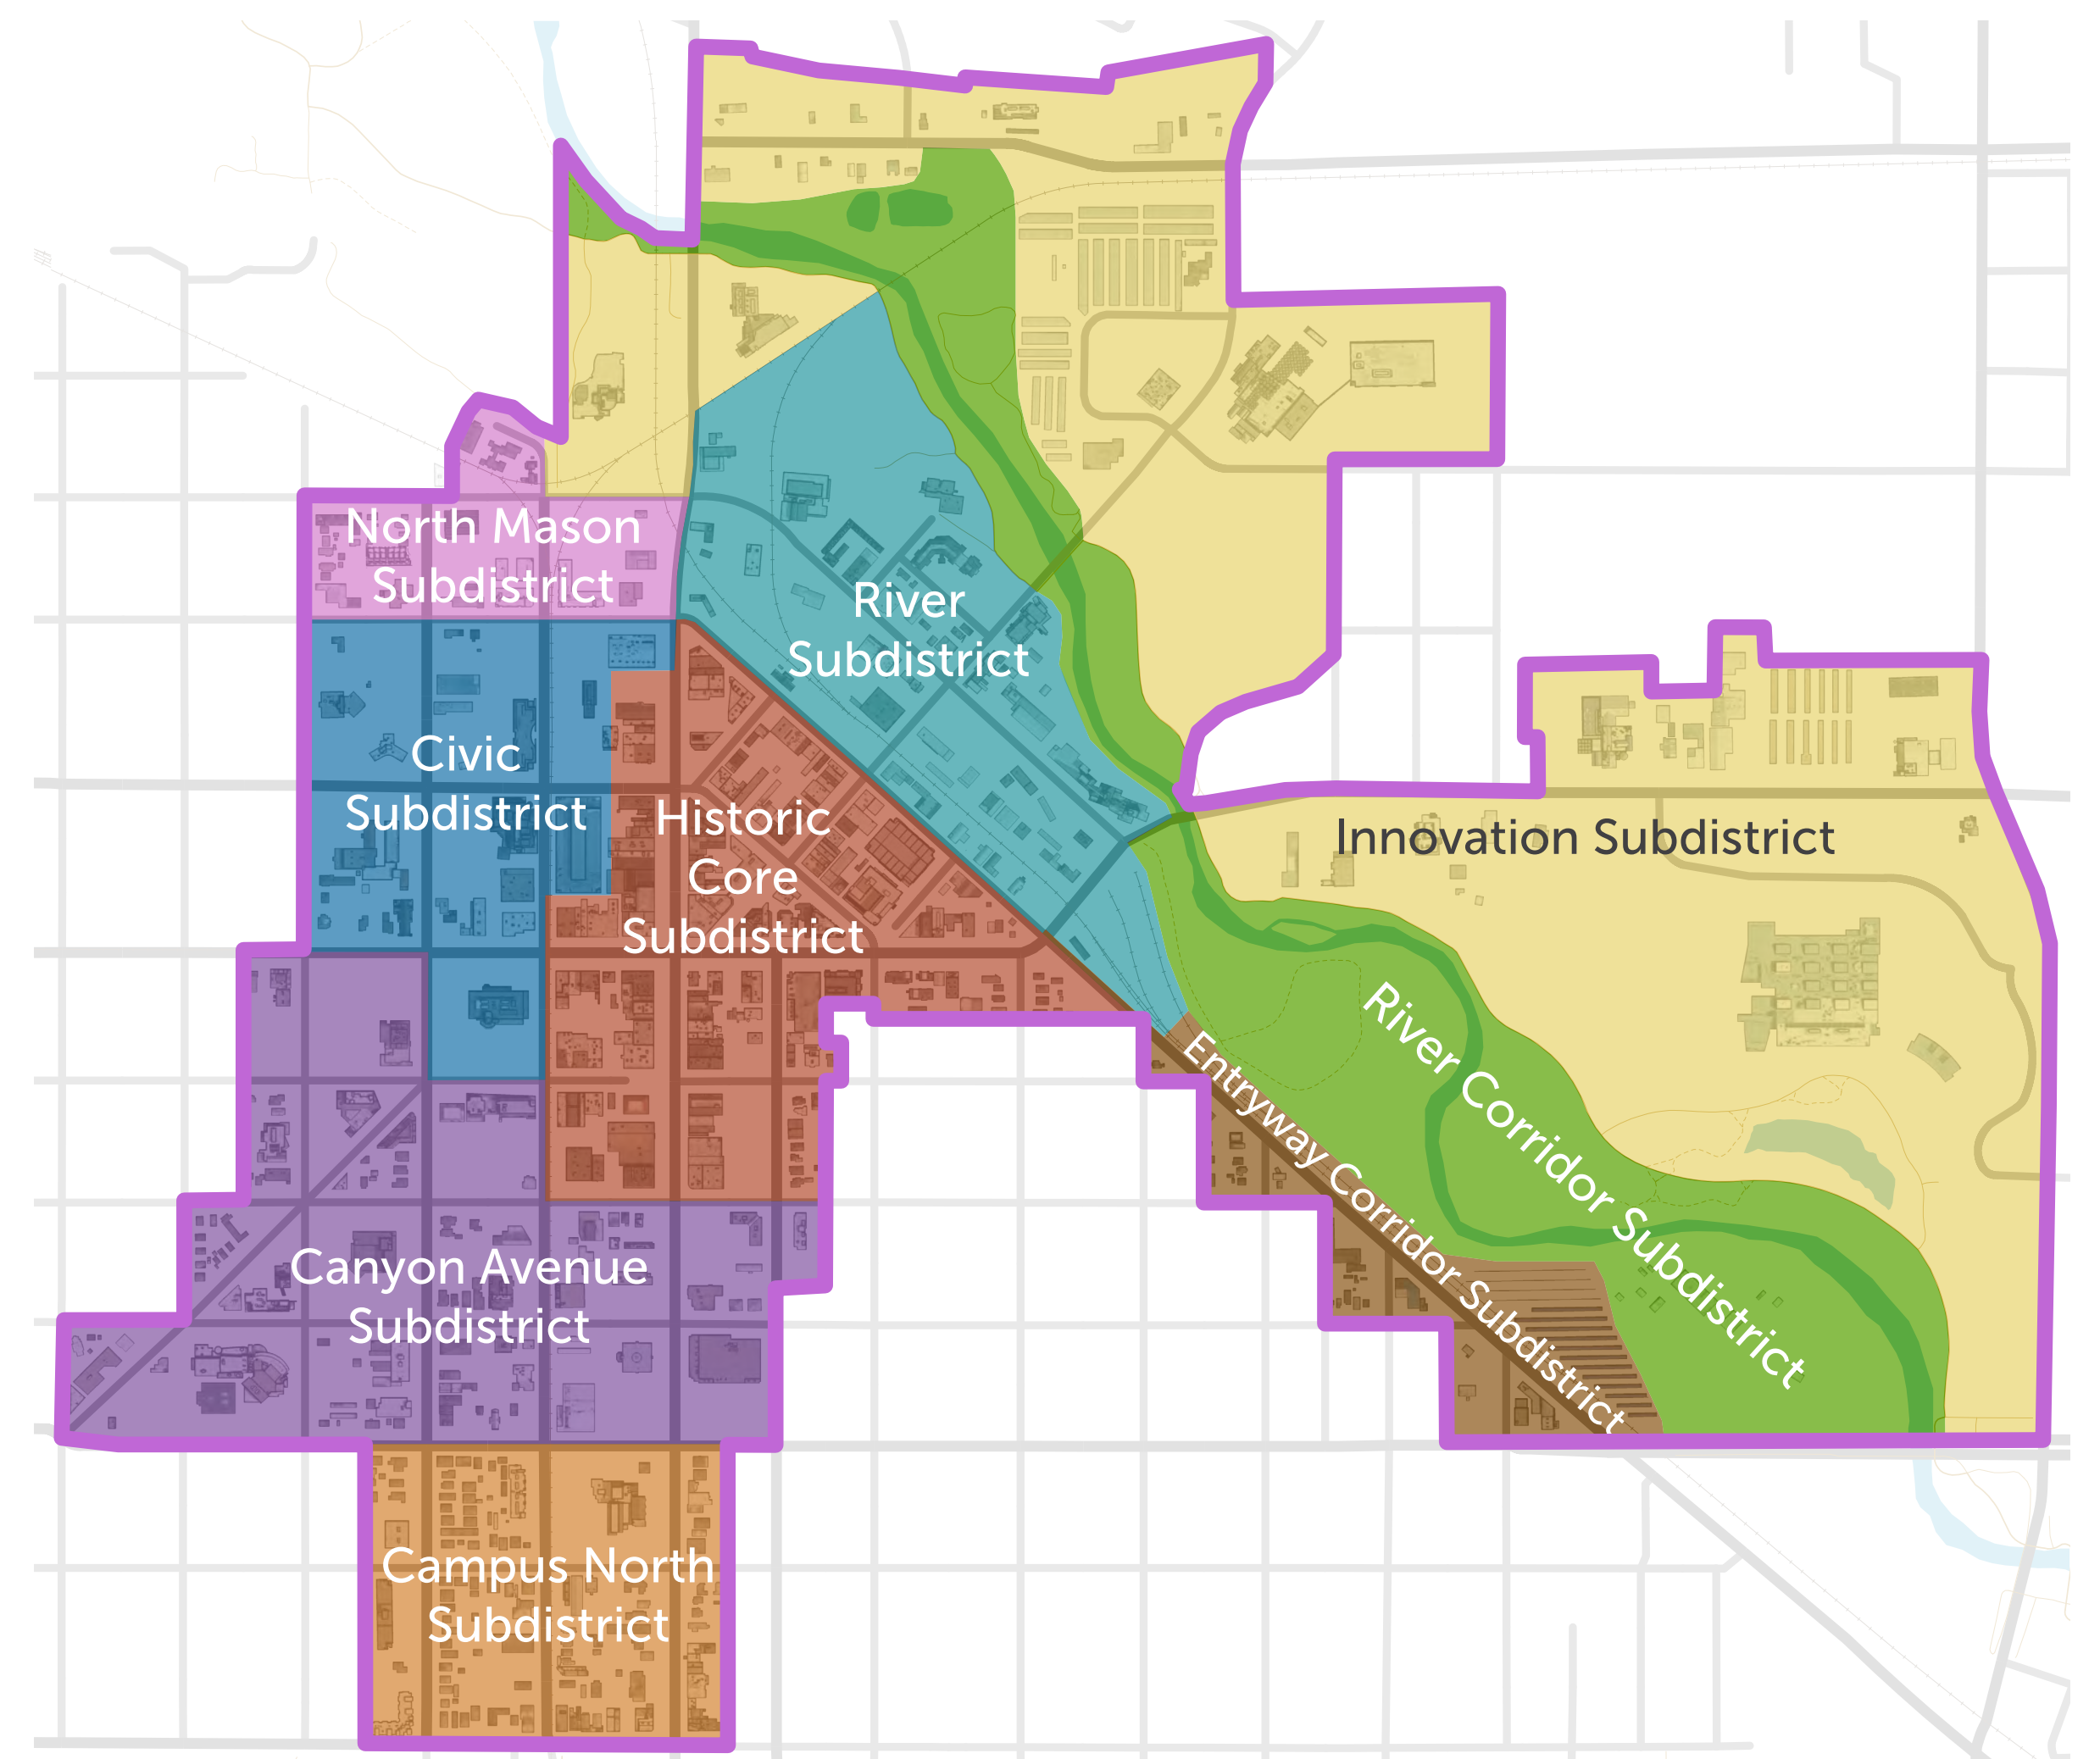 North Mason
Subdistrict
River
Subdistrict
Civic
Subdistrict
Historic
Core
Subdistrict
Innovation Subdistrict
River Corridor Subdistrict
Entryway Corridor Subdistrict
Canyon Avenue
Subdistrict
Campus North
Subdistrict